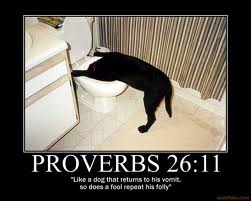 PROVERBS 26:11
"Like a dog that returns to his vomit,
so does a fool repeat his folly"